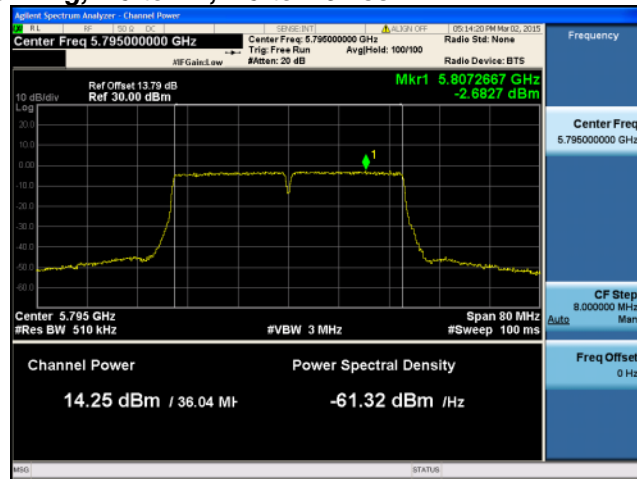 Agilent Spectrum Analyzer - Channel Power
RL RF 50 Ω DC SENSE:INT ALIGN OFF 05:14:20 PM Mar 02, 2015
Center Freq 5.795000000 GHz
Center Freq: 5.795000000 GHz
Radio Std: None
Trig: Free Run Avg|Hold: 100/100
#IFGain:Low #Atten: 20 dB Radio Device: BTS
Frequency
Mkr1 5.8072667 GHz
-2.6827 dBm
Ref Offset 13.79 dB
10 dB/div Ref 30.00 dBm
Log
20.0
10.0
0.00
-10.0
-20.0
-30.0
-40.0
-50.0
-60.0
1
Center 5.795 GHz Span 80 MHz
#Res BW 510 kHz #VBW 3 MHz #Sweep 100 ms
Channel Power Power Spectral Density
14.25 dBm / 36.04 MH -61.32 dBm /Hz
Center Freq
5.795000000 GHz
CF Step
8.000000 MHz
Auto Man
Freq Offset
0 Hz
MSG STATUS